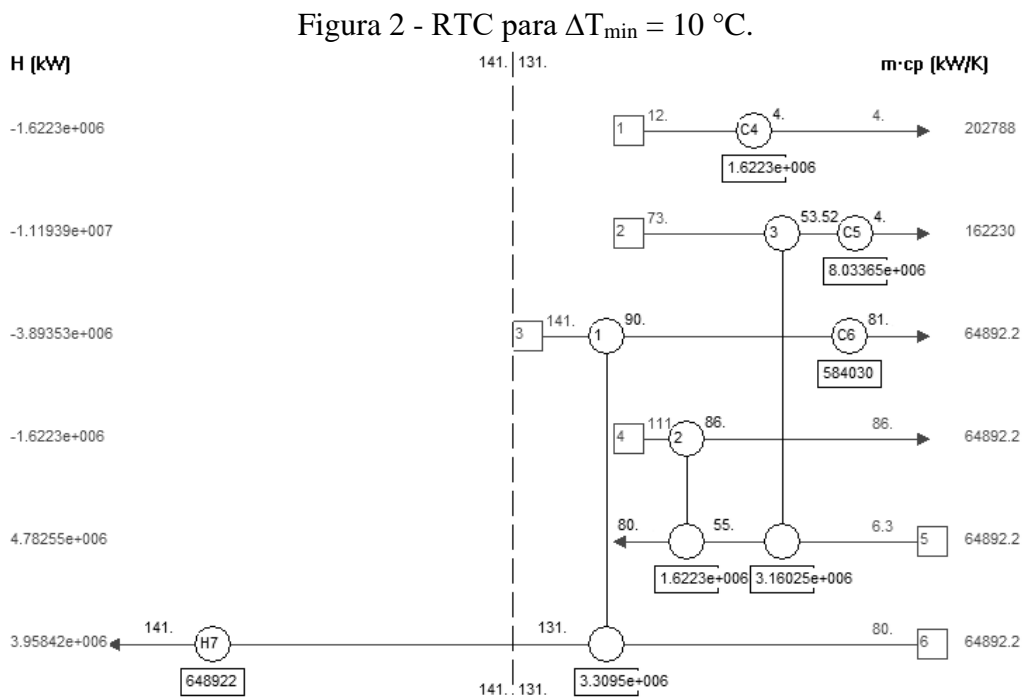 Figura 2 - RTC para ΔTmin = 10 °C.
H (kW) 141. 131. m·cp (kW/K)
-1.6223e+006 1 12. C4 4. 4. 202788
1.6223e+006
-1.11939e+007 2 73. 3 53.52 C5 4. 162230
8.03365e+006
-3.89353e+006 3 141. 1 90. C6 81. 64892.2
584030
-1.6223e+006 4 111 2 86. 86. 64892.2
4.78255e+006 80. 55. 6.3 5 64892.2
1.6223e+006 3.16025e+006
3.95842e+006 141. H7 131. 80. 6 64892.2
648922 3.3095e+006
141. 131.